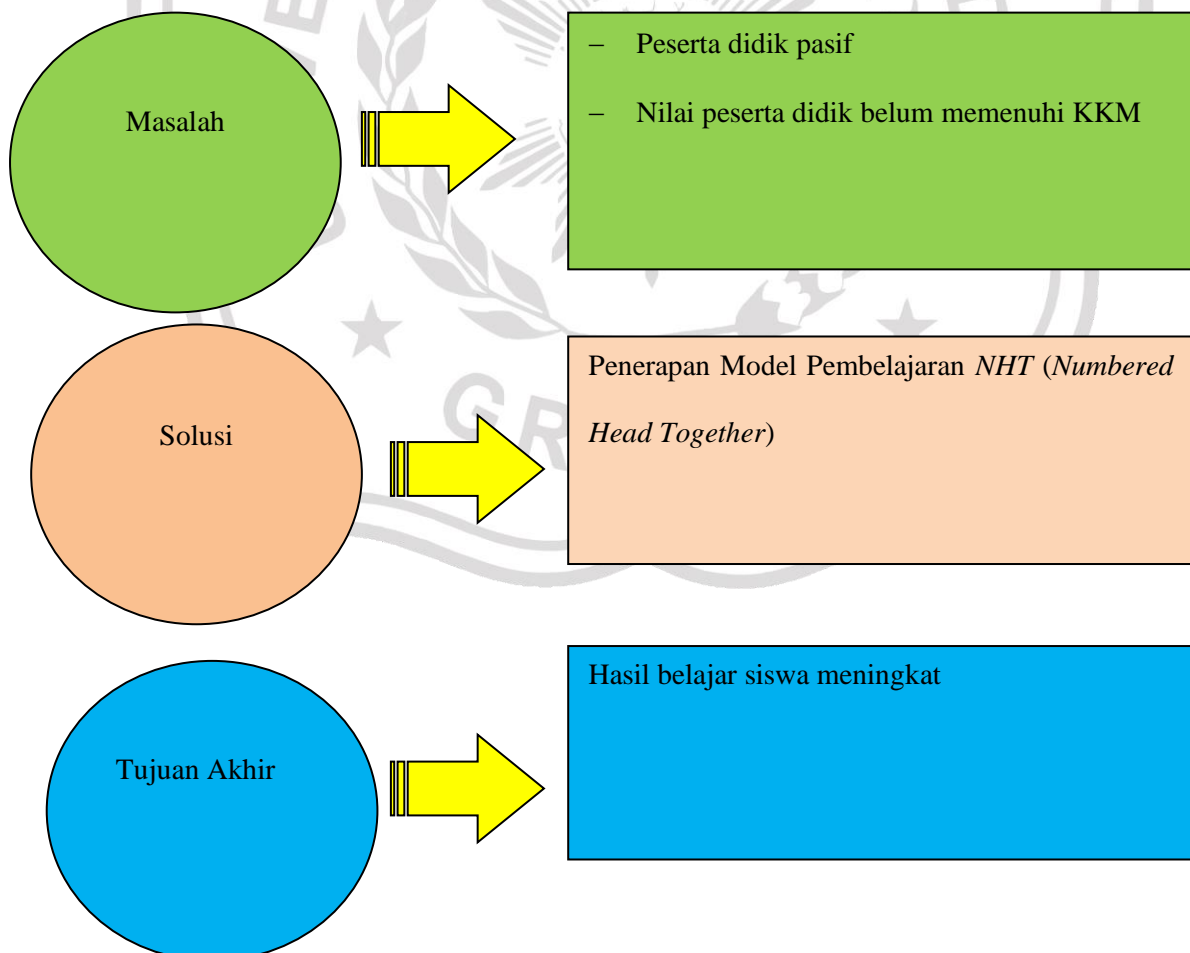 Masalah
– Peserta didik pasif
– Nilai peserta didik belum memenuhi KKM
Solusi
Penerapan Model Pembelajaran NHT (Numbered
Head Together)
Tujuan Akhir
Hasil belajar siswa meningkat